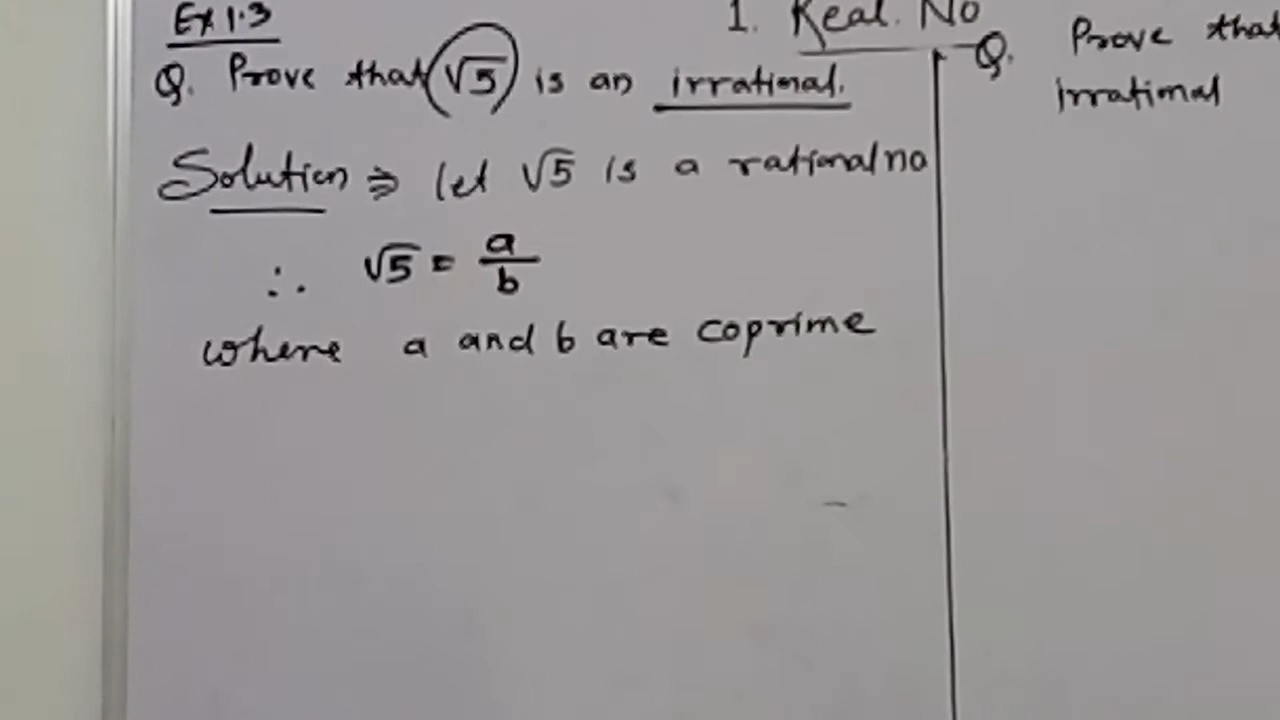 1. Real. No
Ex 1.3
Q. Prove that √5 is an irrational.
Solution ⇒ let √5 is a rational no
∴ √5 = a/b
where a and b are coprime
Q. Prove that
irrational